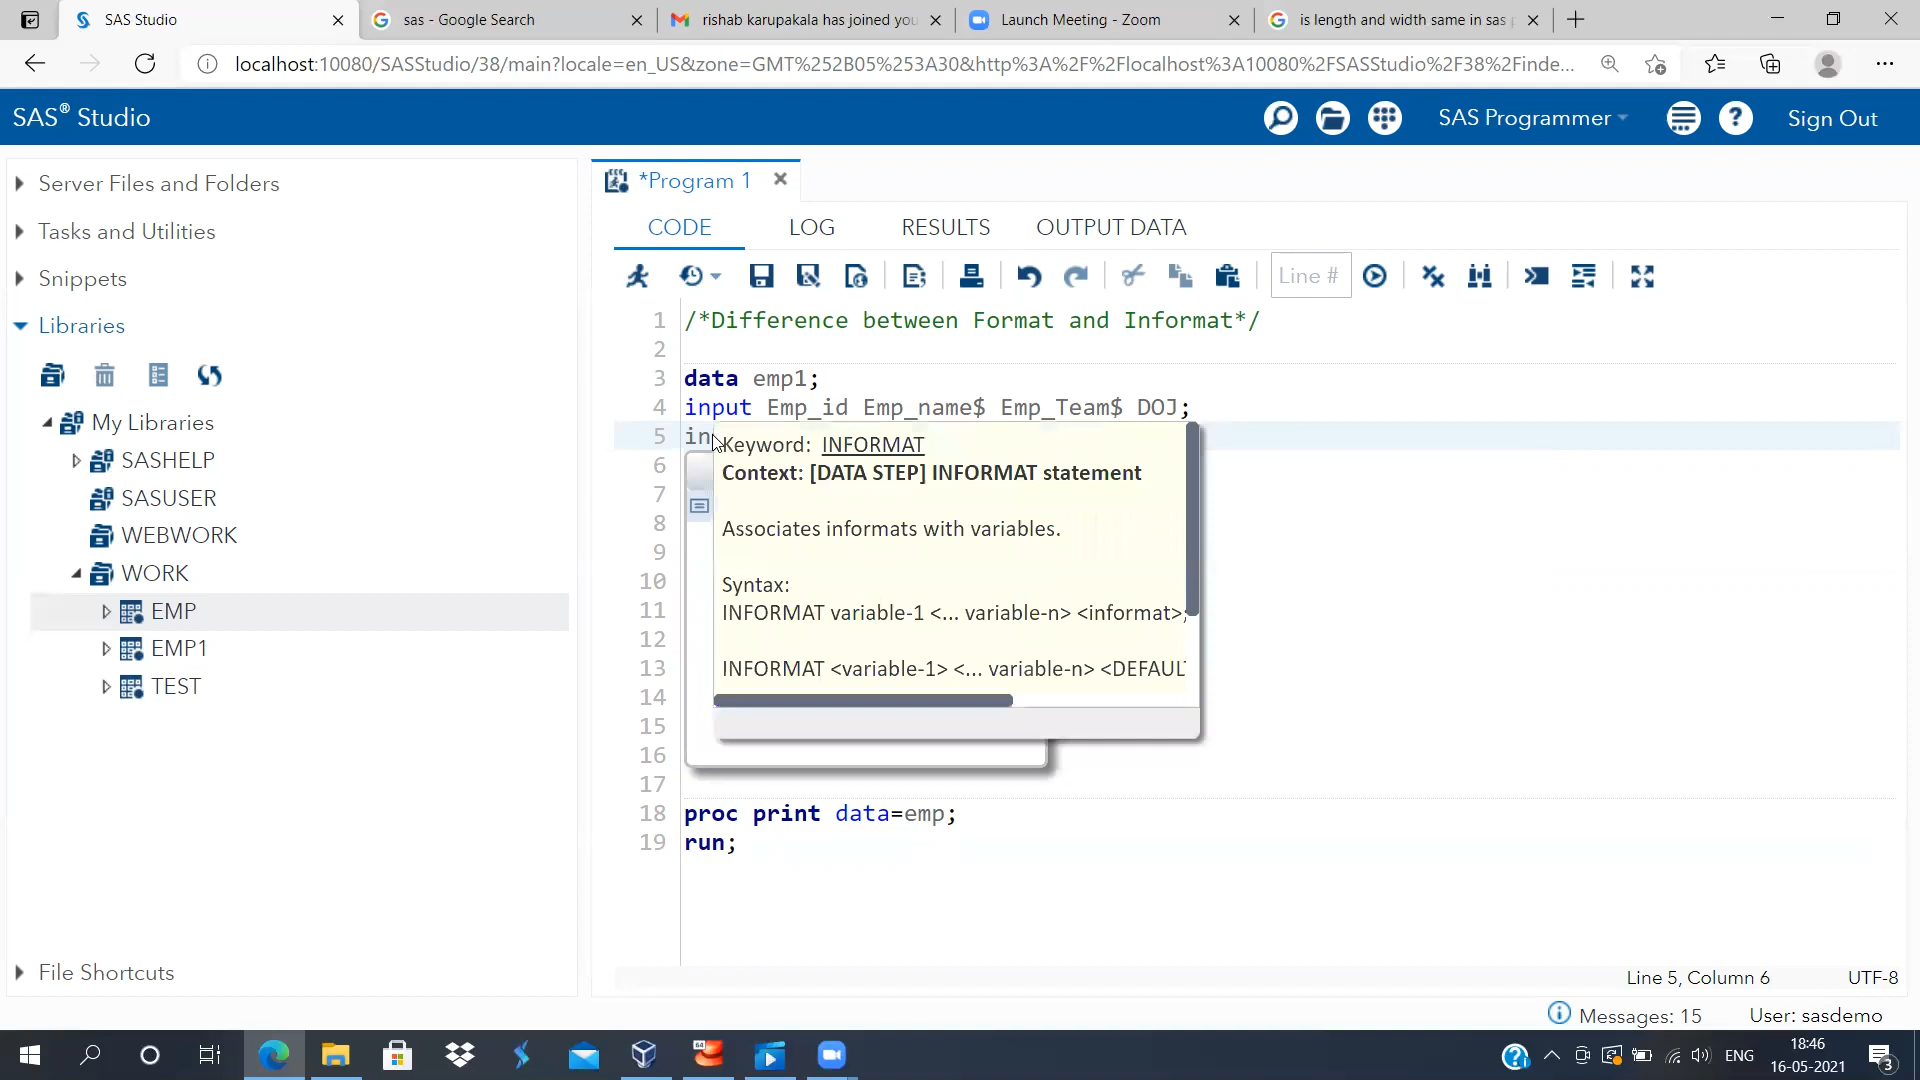 SAS Studio
sas - Google Search
rishab karupakala has joined you
Launch Meeting - Zoom
is length and width same in sas p
localhost:10080/SASStudio/38/main?locale=en_US&zone=GMT%252B05%253A30&http%3A%2F%2Flocalhost%3A10080%2FSASStudio%2F38%2Finde...
SAS® Studio
SAS Programmer
Sign Out
Server Files and Folders
Tasks and Utilities
Snippets
Libraries
My Libraries
SASHELP
SASUSER
WEBWORK
WORK
EMP
EMP1
TEST
File Shortcuts
*Program 1
CODE
LOG
RESULTS
OUTPUT DATA
Line #
1 /*Difference between Format and Informat*/
2
3 data emp1;
4 input Emp_id Emp_name$ Emp_Team$ DOJ;
5 in
6
7
8
9
10
11
12
13
14
15
16
17
18 proc print data=emp;
19 run;
Keyword: INFORMAT
Context: [DATA STEP] INFORMAT statement
Associates informats with variables.
Syntax:
INFORMAT variable-1 <... variable-n> <informat>;
INFORMAT <variable-1> <... variable-n> <DEFAUL
Line 5, Column 6
UTF-8
Messages: 15
User: sasdemo
64
ENG
18:46
16-05-2021
3